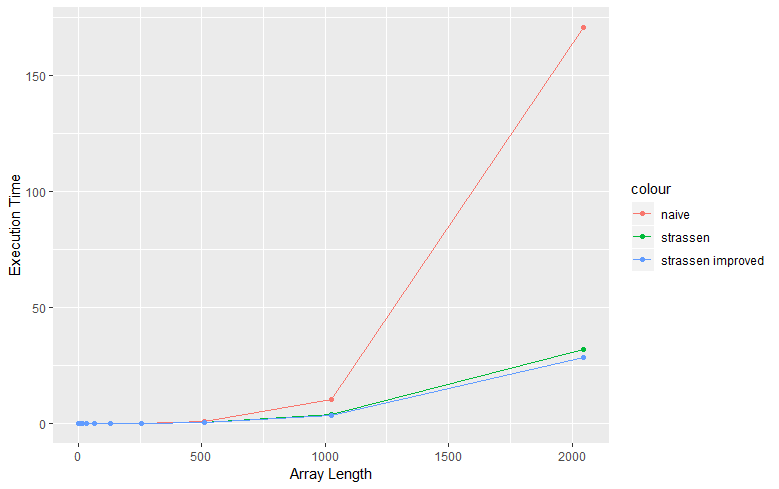 150
100
50
0
Execution Time
0
500
1000
1500
2000
Array Length
colour
naive
strassen
strassen improved